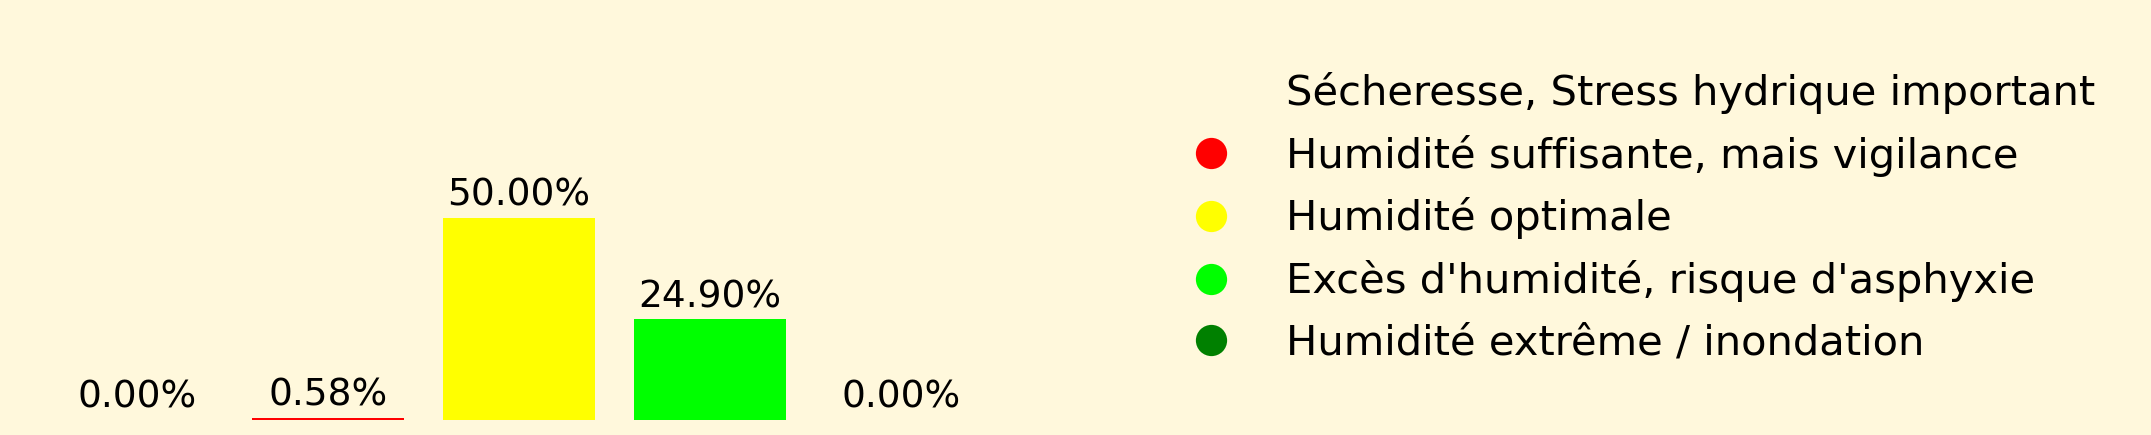 0.00%
0.58%
50.00%
24.90%
0.00%
Sécheresse, Stress hydrique important
Humidité suffisante, mais vigilance
Humidité optimale
Excès d'humidité, risque d'asphyxie
Humidité extrême / inondation